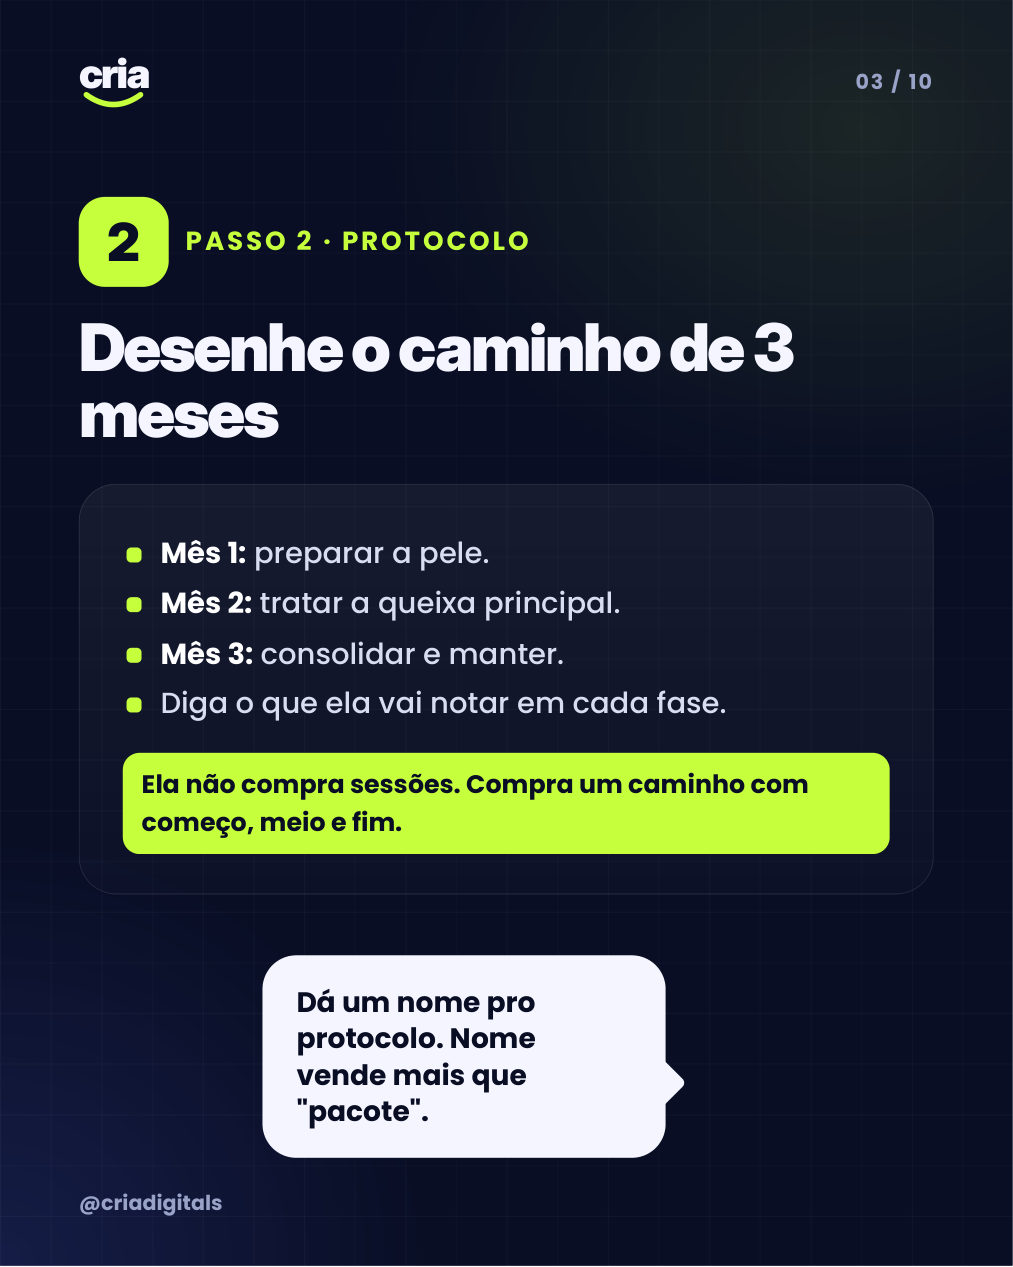 cria
03 / 10
2
PASSO 2 · PROTOCOLO
Desenhe o caminho de 3
meses
Mês 1: preparar a pele.
Mês 2: tratar a queixa principal.
Mês 3: consolidar e manter.
Diga o que ela vai notar em cada fase.
Ela não compra sessões. Compra um caminho com
começo, meio e fim.
Dá um nome pro
protocolo. Nome
vende mais que
"pacote".
@criadigitals